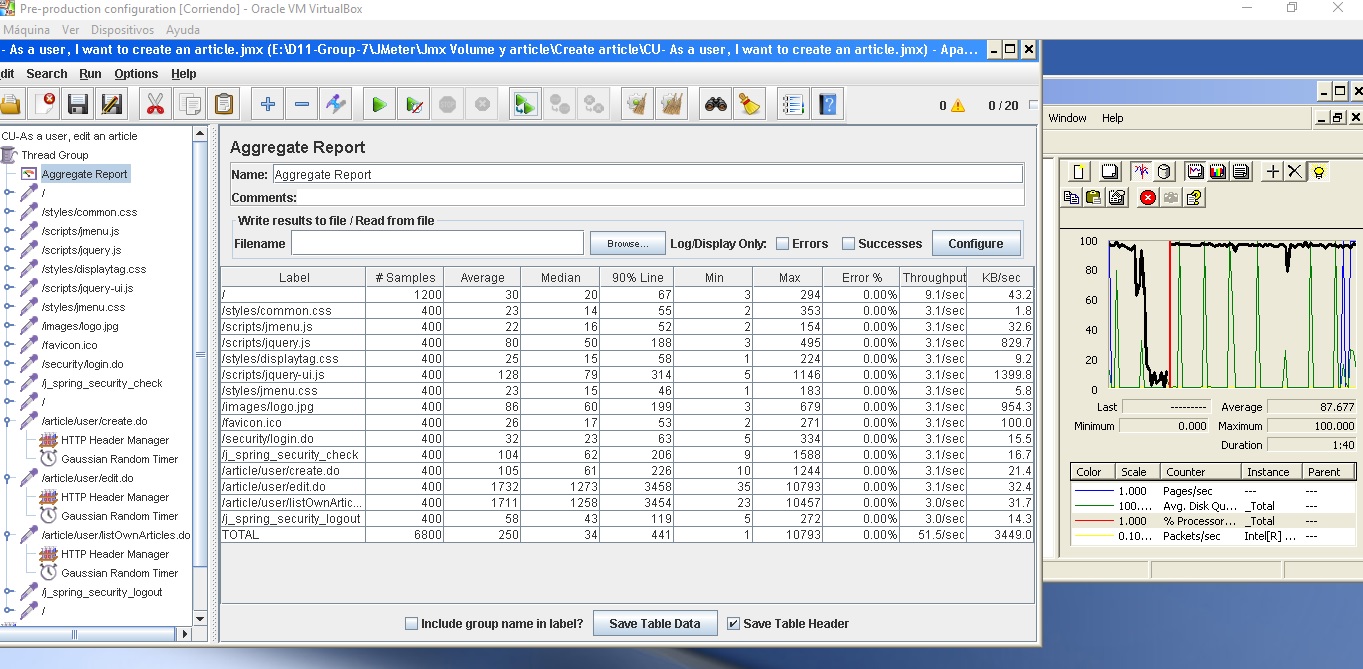 Pre-production configuration [Corriendo] - Oracle VM VirtualBox
Máquina Ver Dispositivos Ayuda
- As a user, I want to create an article.jmx (E:\D11-Group-7\JMeter\Jmx Volume y article\Create article\CU- As a user, I want to create an article.jmx) - Apa...
dit Search Run Options Help
0 0 / 20
CU-As a user, edit an article
Thread Group
Aggregate Report
/
/styles/common.css
/scripts/jmenu.js
/scripts/jquery.js
/styles/displaytag.css
/scripts/jquery-ui.js
/styles/jmenu.css
/images/logo.jpg
/favicon.ico
/security/login.do
/j_spring_security_check
/
/article/user/create.do
HTTP Header Manager
Gaussian Random Timer
/article/user/edit.do
HTTP Header Manager
Gaussian Random Timer
/article/user/listOwnArticles.do
HTTP Header Manager
Gaussian Random Timer
/j_spring_security_logout
/
Aggregate Report
Name: Aggregate Report
Comments:
Write results to file / Read from file
Filename Browse... Log/Display Only: Errors Successes Configure
Label # Samples Average Median 90% Line Min Max Error % Throughput KB/sec
/ 1200 30 20 67 3 294 0.00% 9.1/sec 43.2
/styles/common.css 400 23 14 55 2 353 0.00% 3.1/sec 1.8
/scripts/jmenu.js 400 22 16 52 2 154 0.00% 3.1/sec 32.6
/scripts/jquery.js 400 80 50 188 3 495 0.00% 3.1/sec 829.7
/styles/displaytag.css 400 25 15 58 1 224 0.00% 3.1/sec 9.2
/scripts/jquery-ui.js 400 128 79 314 5 1146 0.00% 3.1/sec 1399.8
/styles/jmenu.css 400 23 15 46 1 183 0.00% 3.1/sec 5.8
/images/logo.jpg 400 86 60 199 3 679 0.00% 3.1/sec 954.3
/favicon.ico 400 26 17 53 2 271 0.00% 3.1/sec 100.0
/security/login.do 400 32 23 63 5 334 0.00% 3.1/sec 15.5
/j_spring_security_check 400 104 62 206 9 1588 0.00% 3.1/sec 16.7
/article/user/create.do 400 105 61 226 10 1244 0.00% 3.1/sec 21.4
/article/user/edit.do 400 1732 1273 3458 35 10793 0.00% 3.1/sec 32.4
/article/user/listOwnArtic... 400 1711 1258 3454 23 10457 0.00% 3.0/sec 31.7
/j_spring_security_logout 400 58 43 119 5 272 0.00% 3.0/sec 14.3
TOTAL 6800 250 34 441 1 10793 0.00% 51.5/sec 3449.0
Include group name in label? Save Table Data Save Table Header
Window Help
100
80
60
40
20
0
Last --------- Average 87.677
Minimum 0.000 Maximum 100.000
Duration 1:40
Color Scale Counter Instance Parent
1.000 Pages/sec --- ---
100.... Avg. Disk Qu... _Total ---
1.000 % Processor... _Total ---
0.10... Packets/sec Intel[R] ... ---